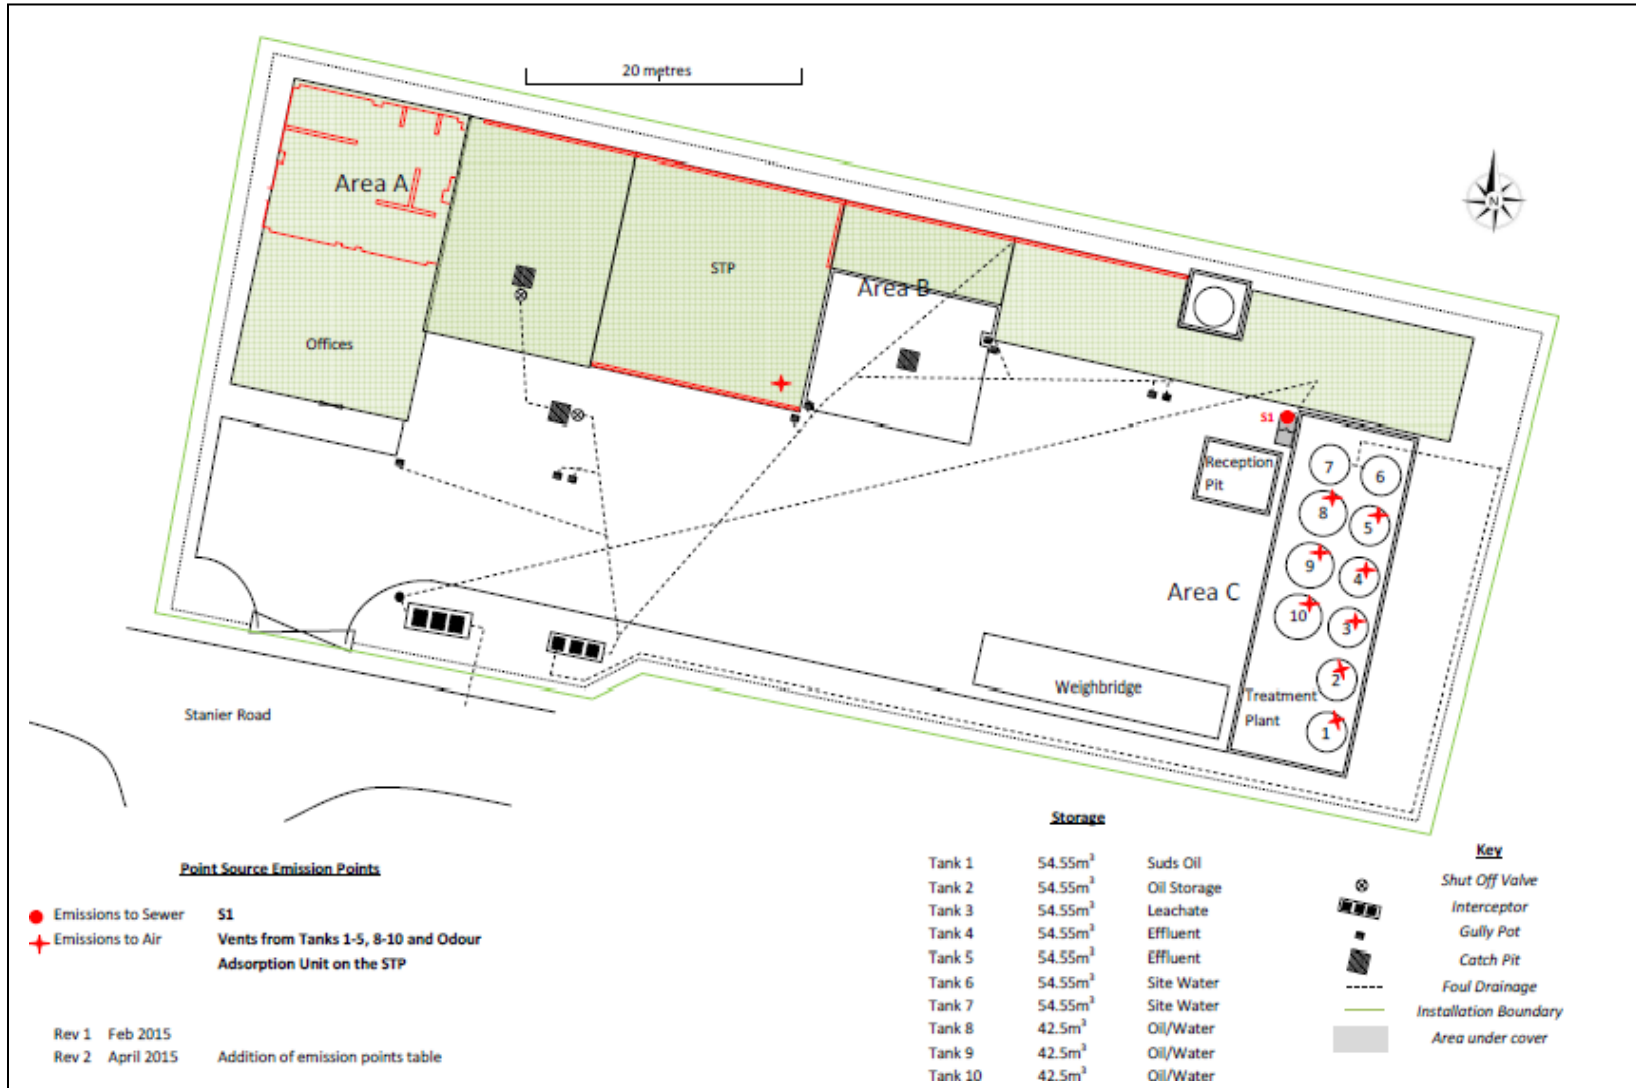 20 metres
N
Area A
STP
Area B
Offices
S1
Reception
Pit
7
6
8
5
9
4
Area C
10
3
2
Weighbridge
Treatment
Plant
1
Stanier Road
Storage
Tank 1 54.55m³ Suds Oil
Tank 2 54.55m³ Oil Storage
Tank 3 54.55m³ Leachate
Tank 4 54.55m³ Effluent
Tank 5 54.55m³ Effluent
Tank 6 54.55m³ Site Water
Tank 7 54.55m³ Site Water
Tank 8 42.5m³ Oil/Water
Tank 9 42.5m³ Oil/Water
Tank 10 42.5m³ Oil/Water
Key
Shut Off Valve
Interceptor
Gully Pot
Catch Pit
Foul Drainage
Installation Boundary
Area under cover
Point Source Emission Points
Emissions to Sewer S1
Emissions to Air Vents from Tanks 1-5, 8-10 and Odour
Adsorption Unit on the STP
Rev 1 Feb 2015
Rev 2 April 2015 Addition of emission points table